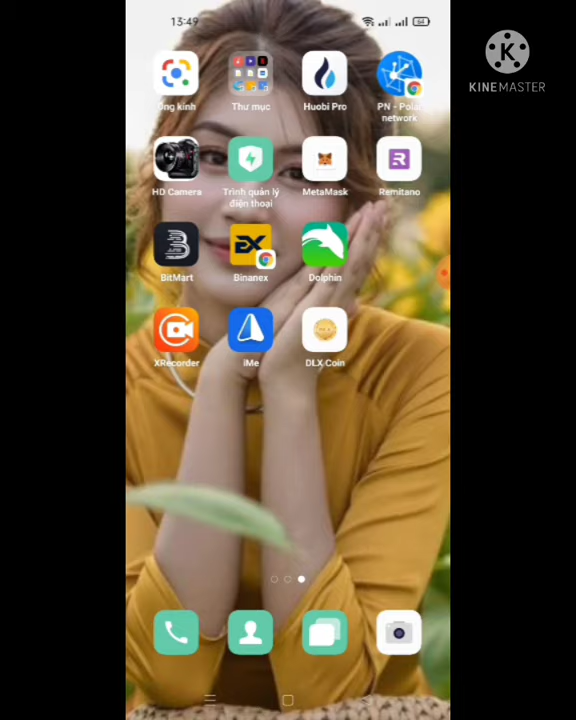 13:49
64
KINEMASTER
Ống kính
Thư mục
Huobi Pro
PN - Polar
network
HD Camera
Trình quản lý
điện thoại
MetaMask
Remitano
BitMart
Binanex
Dolphin
XRecorder
iMe
DLX Coin